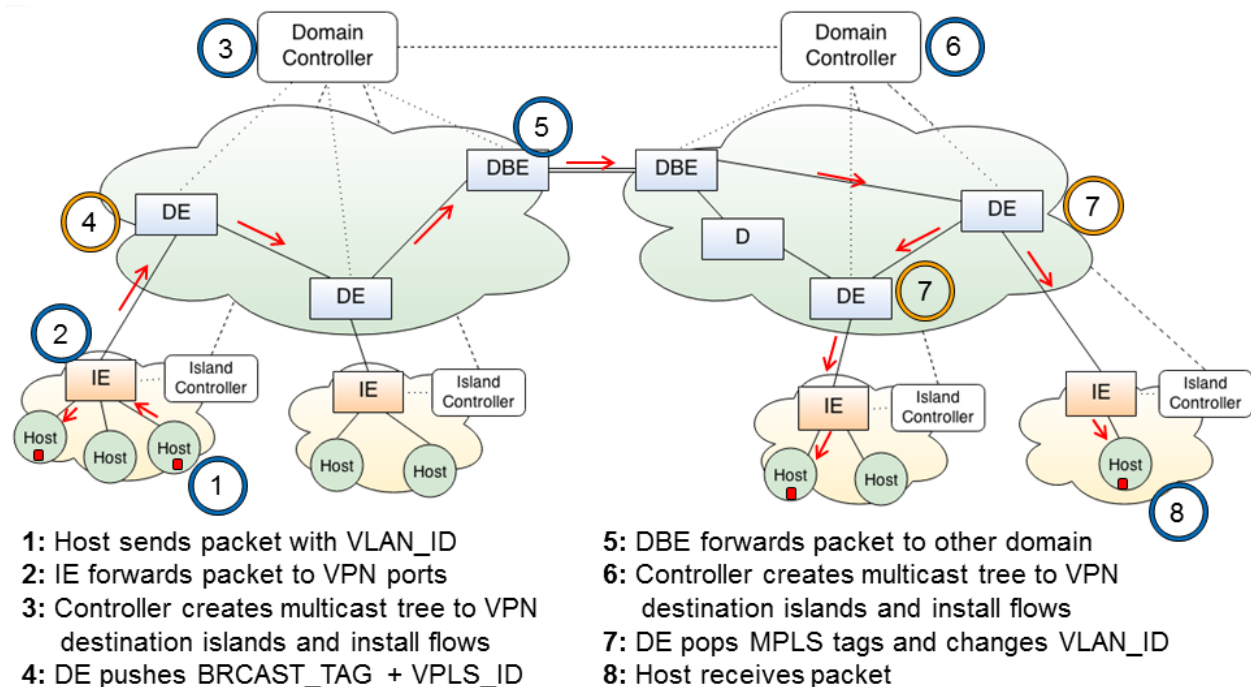 3
Domain
Controller
Domain
Controller
6
5
DBE
DBE
4
DE
DE
7
D
DE
DE
7
2
IE
Island
Controller
IE
Island
Controller
IE
Island
Controller
IE
Island
Controller
Host
Host
Host
Host
Host
Host
Host
Host
1
8
1: Host sends packet with VLAN_ID
2: IE forwards packet to VPN ports
3: Controller creates multicast tree to VPN
destination islands and install flows
4: DE pushes BRCAST_TAG + VPLS_ID
5: DBE forwards packet to other domain
6: Controller creates multicast tree to VPN
destination islands and install flows
7: DE pops MPLS tags and changes VLAN_ID
8: Host receives packet